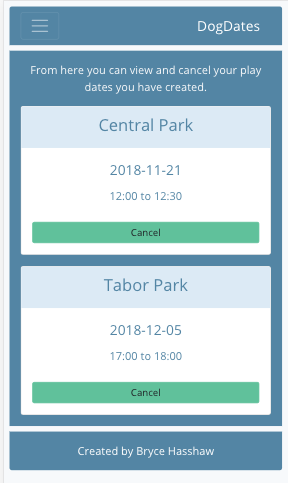 DogDates
From here you can view and cancel your play
dates you have created.
Central Park
2018-11-21
12:00 to 12:30
Cancel
Tabor Park
2018-12-05
17:00 to 18:00
Cancel
Created by Bryce Hasshaw